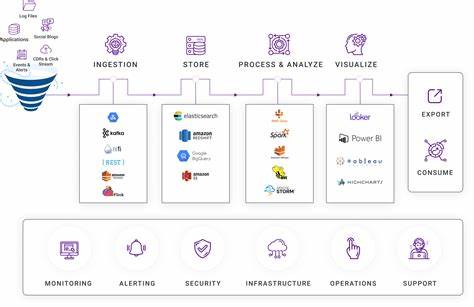 Log Files
Applications
Social Blogs
Events &
Alerts
CDRs & Click
Stream
INGESTION
STORE
PROCESS & ANALYZE
VISUALIZE
kafka
nifi
{ REST }
Flink
elasticsearch
amazon
REDSHIFT
Google
BigQuery
amazon
S3
Spark
STORM
looker
Power BI
+ableau
HIGHCHARTS
EXPORT
CONSUME
MONITORING
ALERTING
SECURITY
INFRASTRUCTURE
OPERATIONS
SUPPORT